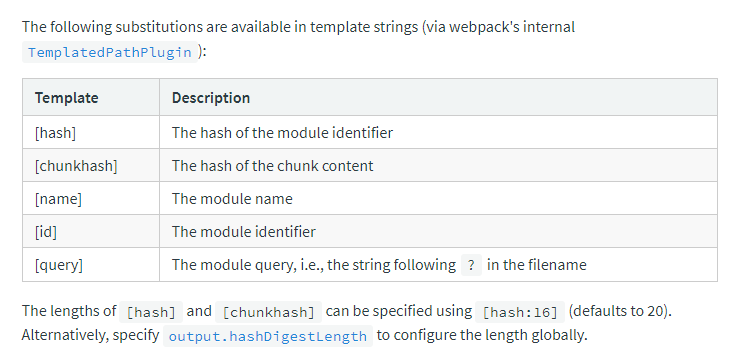 The following substitutions are available in template strings (via webpack's internal
TemplatedPathPlugin ):
Template Description
[hash] The hash of the module identifier
[chunkhash] The hash of the chunk content
[name] The module name
[id] The module identifier
[query] The module query, i.e., the string following ? in the filename
The lengths of [hash] and [chunkhash] can be specified using [hash:16] (defaults to 20).
Alternatively, specify output.hashDigestLength to configure the length globally.